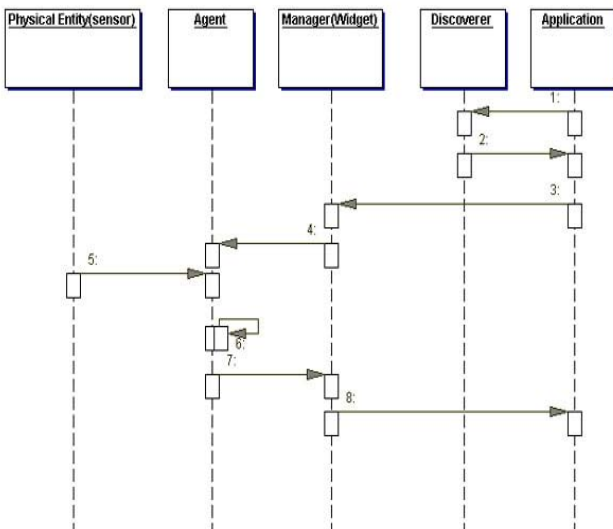 Physical Entity(sensor)
Agent
Manager(Widget)
Discoverer
Application
1:
2:
3:
4:
5:
6:
7:
8: